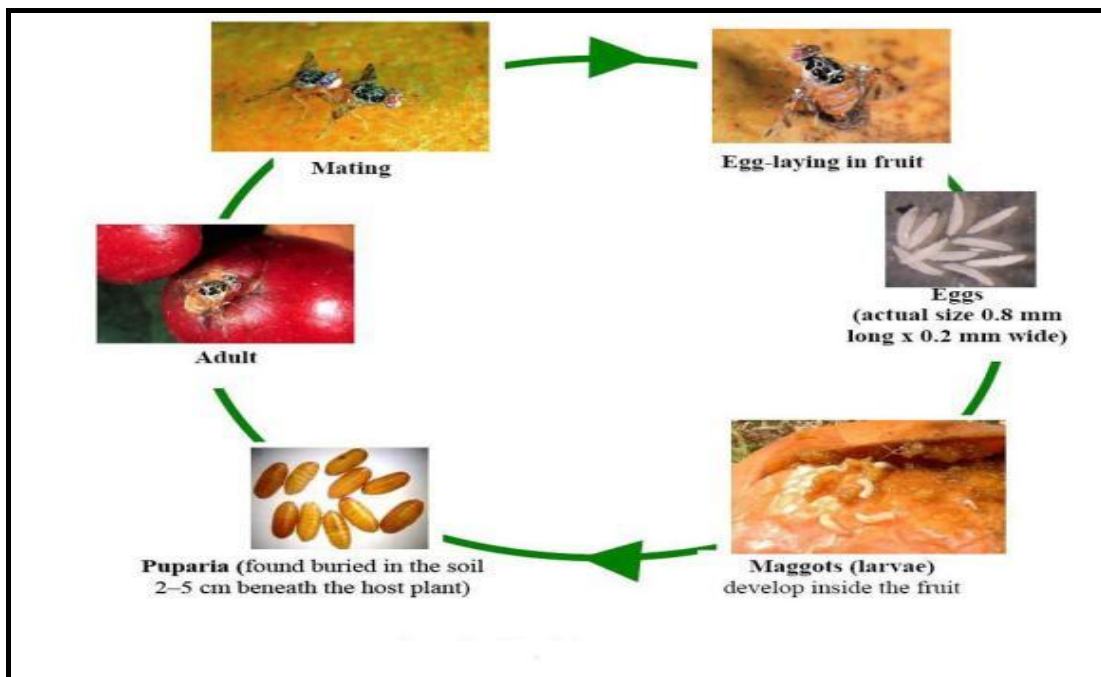 Mating
Egg-laying in fruit
Eggs
(actual size 0.8 mm
long x 0.2 mm wide)
Maggots (larvae)
develop inside the fruit
Puparia (found buried in the soil
2–5 cm beneath the host plant)
Adult